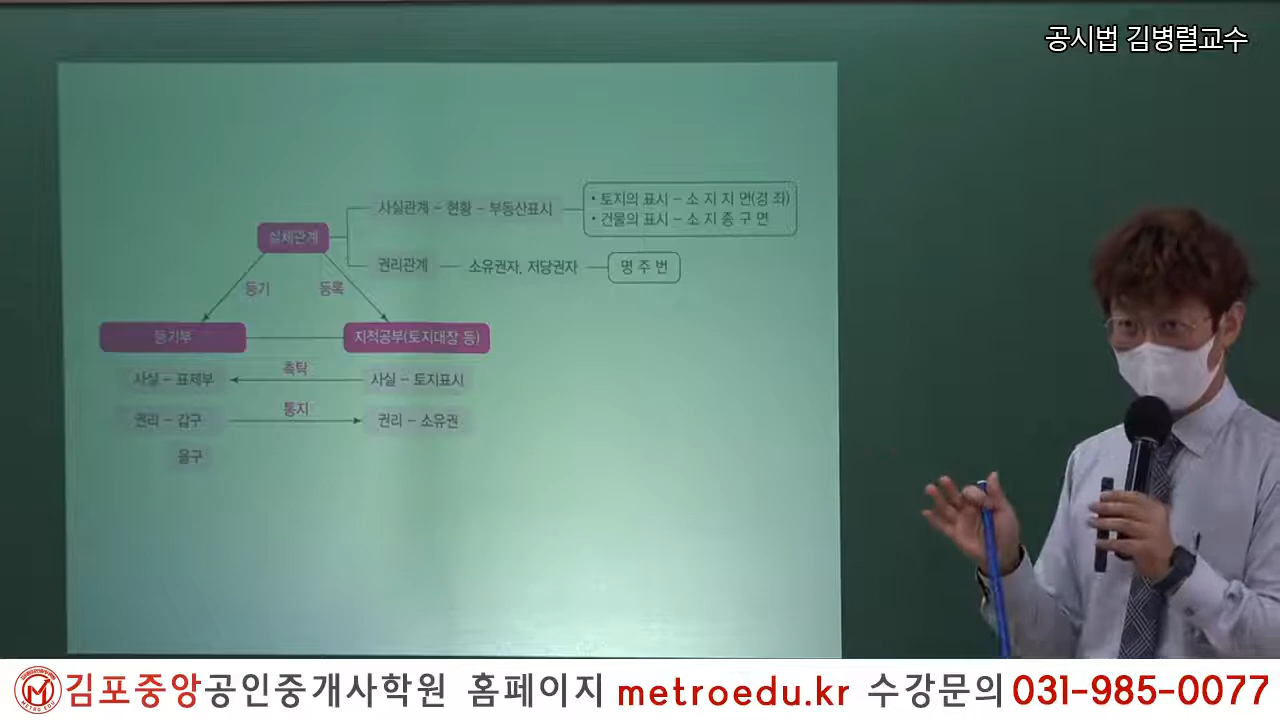 공시법 김병렬교수
사실관계 - 현황 - 부동산표시
• 토지의 표시 - 소 지 지 면(경 좌)
• 건물의 표시 - 소 지 종 구 면
실체관계
권리관계 - 소유권자, 저당권자 - 명 주 번
등기 등록
등기부 지적공부(토지대장 등)
사실 - 표제부 촉탁 사실 - 토지표시
권리 - 갑구 통지 권리 - 소유권
을구
METRO EDU
김포중앙공인중개사학원 홈페이지 metroedu.kr 수강문의 031-985-0077